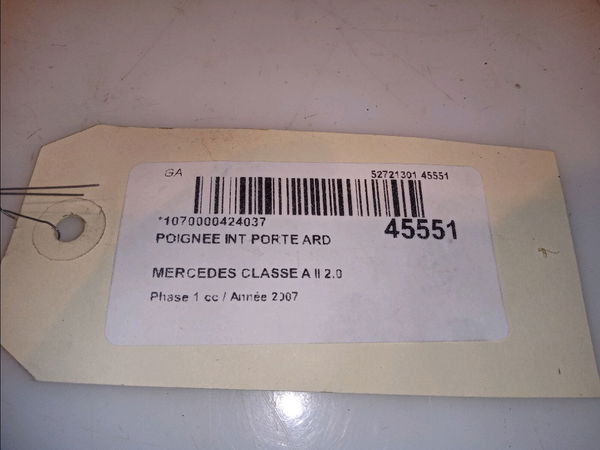 GA 52721301 45551
*1070000424037 45551
POIGNEE INT PORTE ARD
MERCEDES CLASSE A II 2.0
Phase 1 cc / Année 2007